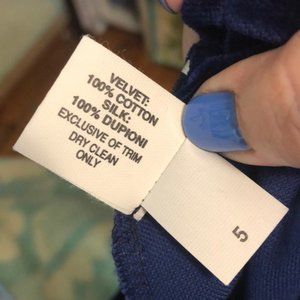 VELVET:
100% COTTON
SILK:
100% DUPIONI
EXCLUSIVE OF TRIM
DRY CLEAN
ONLY
5